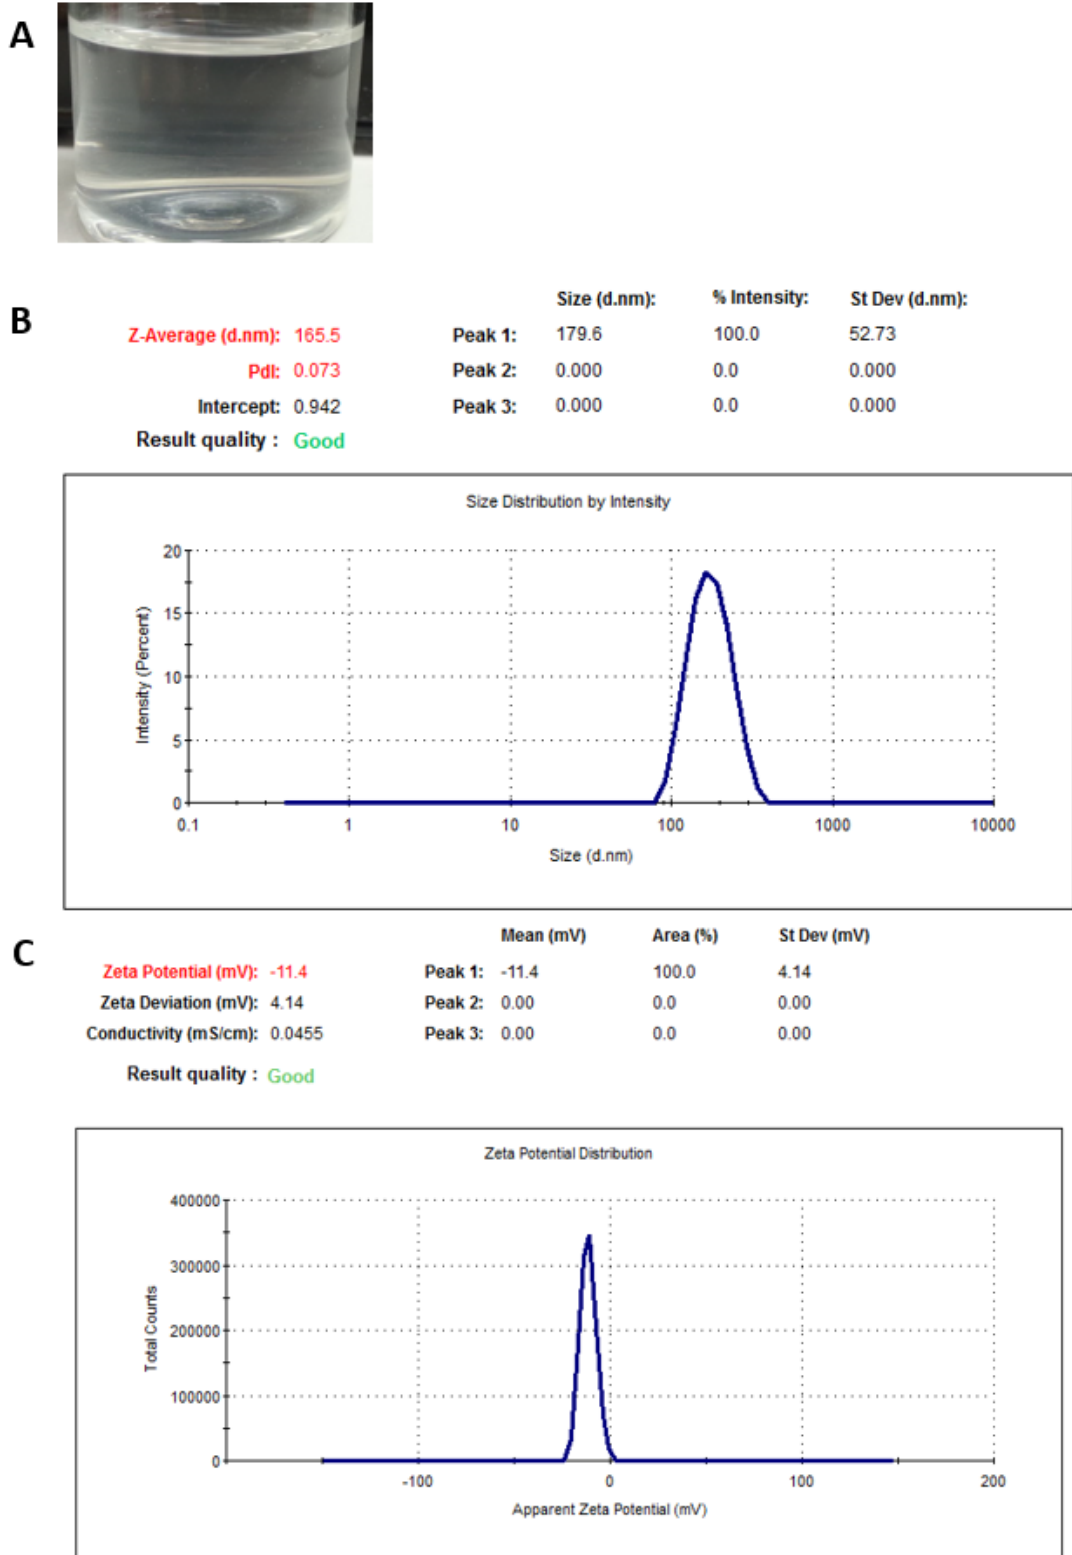 A
B
Size (d.nm): % Intensity: St Dev (d.nm):
Z-Average (d.nm): 165.5 Peak 1: 179.6 100.0 52.73
PdI: 0.073 Peak 2: 0.000 0.0 0.000
Intercept: 0.942 Peak 3: 0.000 0.0 0.000
Result quality : Good
Size Distribution by Intensity
Intensity (Percent)
20
15
10
5
0
0.1 1 10 100 1000 10000
Size (d.nm)
C
Mean (mV) Area (%) St Dev (mV)
Zeta Potential (mV): -11.4 Peak 1: -11.4 100.0 4.14
Zeta Deviation (mV): 4.14 Peak 2: 0.00 0.0 0.00
Conductivity (mS/cm): 0.0455 Peak 3: 0.00 0.0 0.00
Result quality : Good
Zeta Potential Distribution
Total Counts
400000
300000
200000
100000
0
-100 0 100 200
Apparent Zeta Potential (mV)